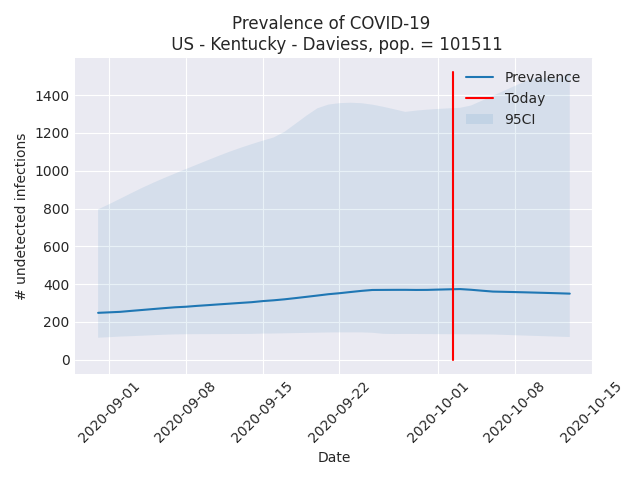 Prevalence of COVID-19
US - Kentucky - Daviess, pop. = 101511
Prevalence
Today
95CI
1400
1200
1000
800
600
400
200
0
# undetected infections
2020-09-01
2020-09-08
2020-09-15
2020-09-22
2020-10-01
2020-10-08
2020-10-15
Date